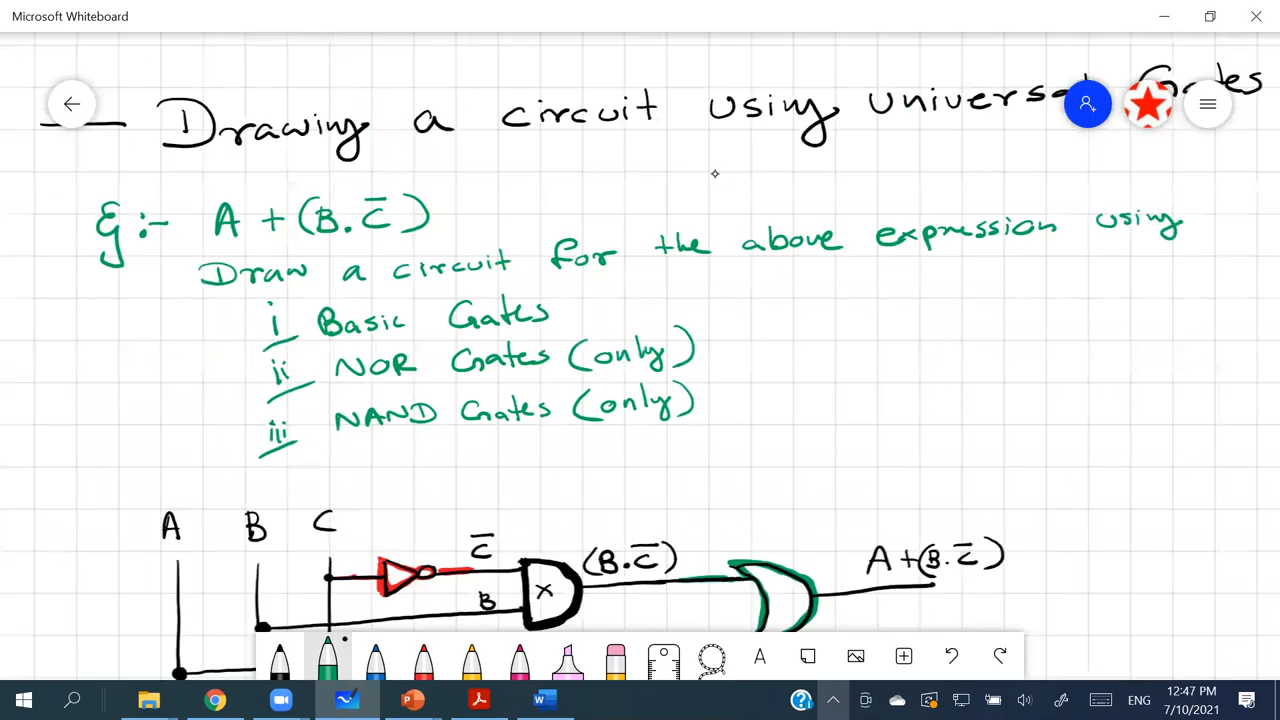 Microsoft Whiteboard
Drawing a circuit using Universal Gates
Eg :- A + (B.C̅)
Draw a circuit for the above expression using
i Basic Gates
ii NOR Gates (only)
iii NAND Gates (only)
A B C
C̅
(B.C̅)
A+(B.C̅)
B
X
A
ENG
12:47 PM
7/10/2021